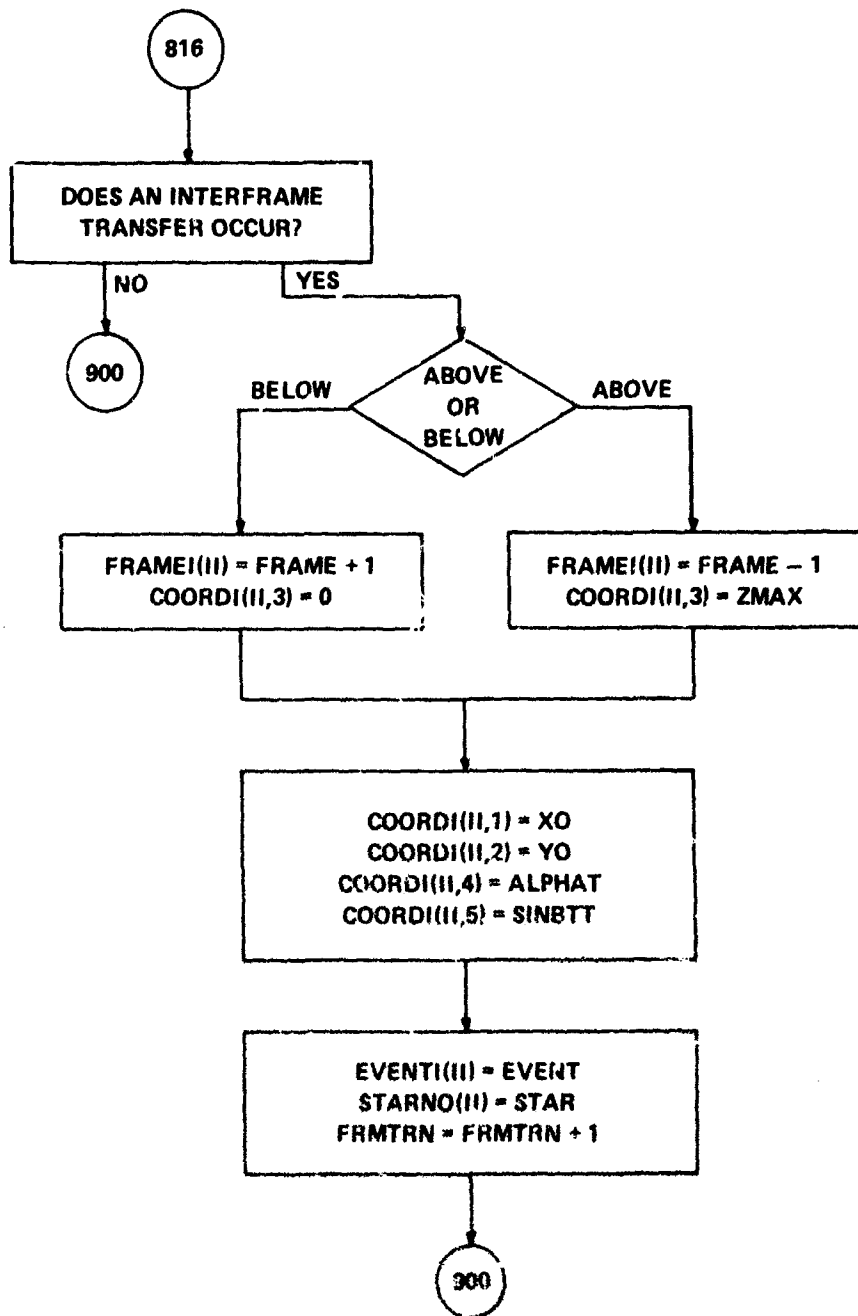 816
DOES AN INTERFRAME
TRANSFER OCCUR?
NO
YES
900
ABOVE
OR
BELOW
BELOW
ABOVE
FRAMEI(II) = FRAME + 1
COORDI(II,3) = 0
FRAMEI(II) = FRAME − 1
COORDI(II,3) = ZMAX
COORDI(II,1) = XO
COORDI(II,2) = YO
COORDI(II,4) = ALPHAT
COORDI(II,5) = SINBTT
EVENTI(II) = EVENT
STARNO(II) = STAR
FRMTRN = FRMTRN + 1
900